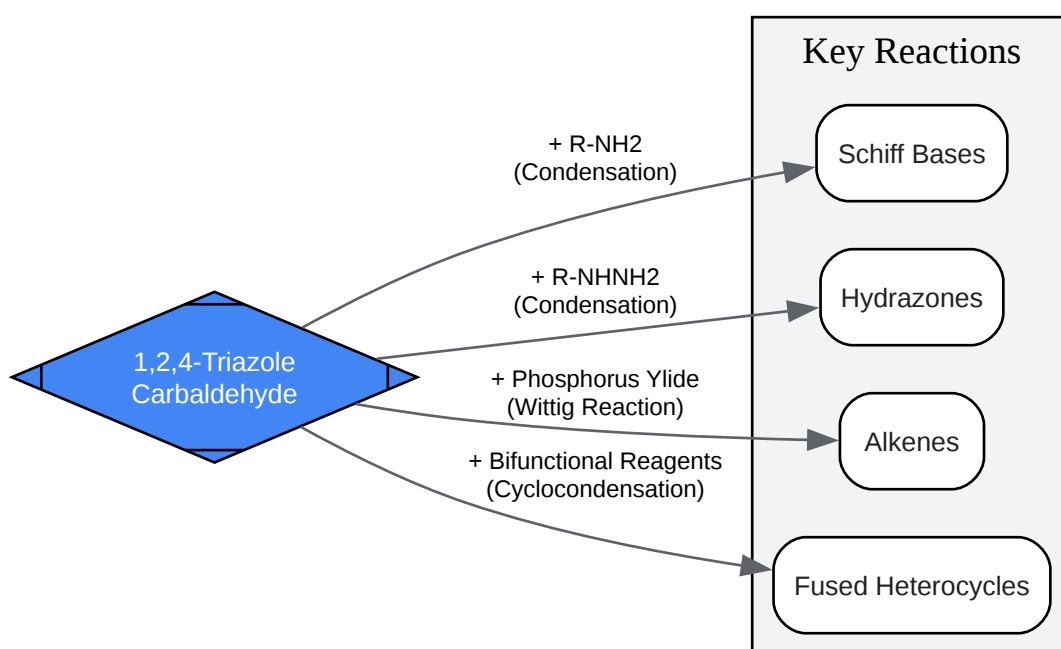 Key Reactions
+ R-NH2
(Condensation)
Schiff Bases
+ R-NHNH2
(Condensation)
Hydrazones
1,2,4-Triazole
Carbaldehyde
+ Phosphorus Ylide
(Wittig Reaction)
Alkenes
+ Bifunctional Reagents
(Cyclocondensation)
Fused Heterocycles